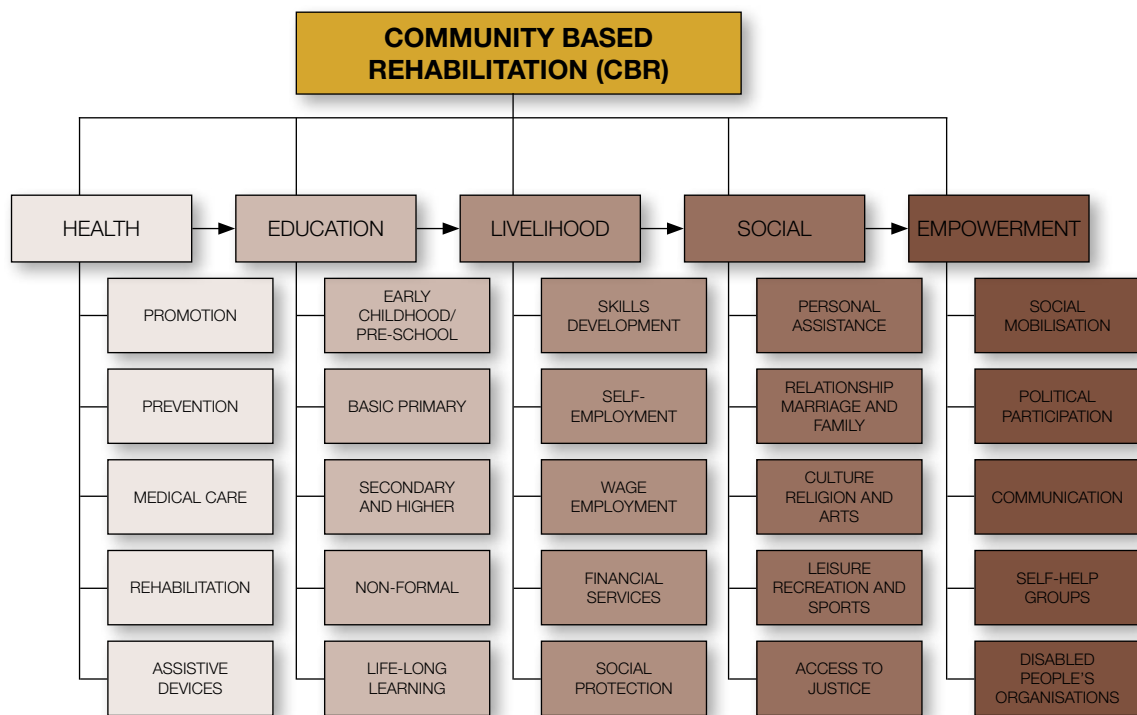 COMMUNITY BASED
REHABILITATION (CBR)
HEALTH
EDUCATION
LIVELIHOOD
SOCIAL
EMPOWERMENT
PROMOTION
PREVENTION
MEDICAL CARE
REHABILITATION
ASSISTIVE
DEVICES
EARLY
CHILDHOOD/
PRE-SCHOOL
BASIC PRIMARY
SECONDARY
AND HIGHER
NON-FORMAL
LIFE-LONG
LEARNING
SKILLS
DEVELOPMENT
SELF-
EMPLOYMENT
WAGE
EMPLOYMENT
FINANCIAL
SERVICES
SOCIAL
PROTECTION
PERSONAL
ASSISTANCE
RELATIONSHIP
MARRIAGE AND
FAMILY
CULTURE
RELIGION AND
ARTS
LEISURE
RECREATION AND
SPORTS
ACCESS TO
JUSTICE
SOCIAL
MOBILISATION
POLITICAL
PARTICIPATION
COMMUNICATION
SELF-HELP
GROUPS
DISABLED
PEOPLE'S
ORGANISATIONS